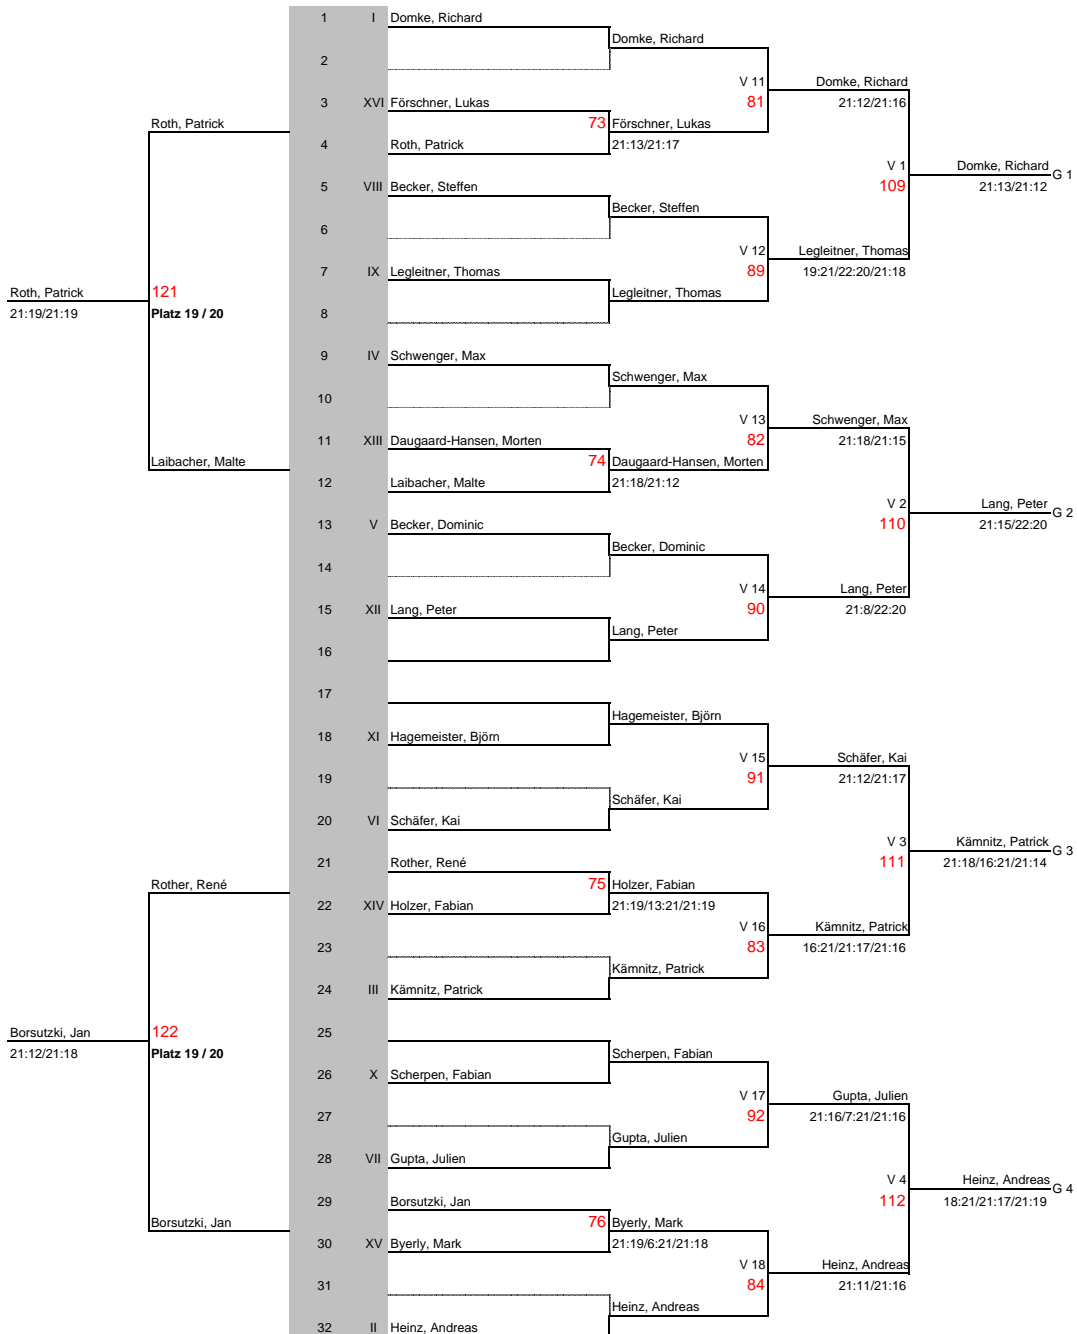 1 I Domke, Richard
Domke, Richard
2
V 11 Domke, Richard
3 XVI Förschner, Lukas 81 21:12/21:16
Roth, Patrick 73 Förschner, Lukas
4 Roth, Patrick 21:13/21:17
V 1 Domke, Richard G 1
5 VIII Becker, Steffen 109 21:13/21:12
Becker, Steffen
6
V 12 Legleitner, Thomas
7 IX Legleitner, Thomas 89 19:21/22:20/21:18
Roth, Patrick 121 Legleitner, Thomas
21:19/21:19 Platz 19 / 20 8
9 IV Schwenger, Max
Schwenger, Max
10
V 13 Schwenger, Max
11 XIII Daugaard-Hansen, Morten 82 21:18/21:15
Laibacher, Malte 74 Daugaard-Hansen, Morten
12 Laibacher, Malte 21:18/21:12
V 2 Lang, Peter G 2
13 V Becker, Dominic 110 21:15/22:20
Becker, Dominic
14
V 14 Lang, Peter
15 XII Lang, Peter 90 21:8/22:20
Lang, Peter
16
17
Hagemeister, Björn
18 XI Hagemeister, Björn
V 15 Schäfer, Kai
19 91 21:12/21:17
Schäfer, Kai
20 VI Schäfer, Kai
V 3 Kämnitz, Patrick G 3
21 Rother, René 111 21:18/16:21/21:14
Rother, René 75 Holzer, Fabian
22 XIV Holzer, Fabian 21:19/13:21/21:19
V 16 Kämnitz, Patrick
23 83 16:21/21:17/21:16
Kämnitz, Patrick
24 III Kämnitz, Patrick
Borsutzki, Jan 122 25
21:12/21:18 Platz 19 / 20 Scherpen, Fabian
26 X Scherpen, Fabian
V 17 Gupta, Julien
27 92 21:16/7:21/21:16
Gupta, Julien
28 VII Gupta, Julien
V 4 Heinz, Andreas G 4
29 Borsutzki, Jan 112 18:21/21:17/21:19
Borsutzki, Jan 76 Byerly, Mark
30 XV Byerly, Mark 21:19/6:21/21:18
V 18 Heinz, Andreas
31 84 21:11/21:16
Heinz, Andreas
32 II Heinz, Andreas